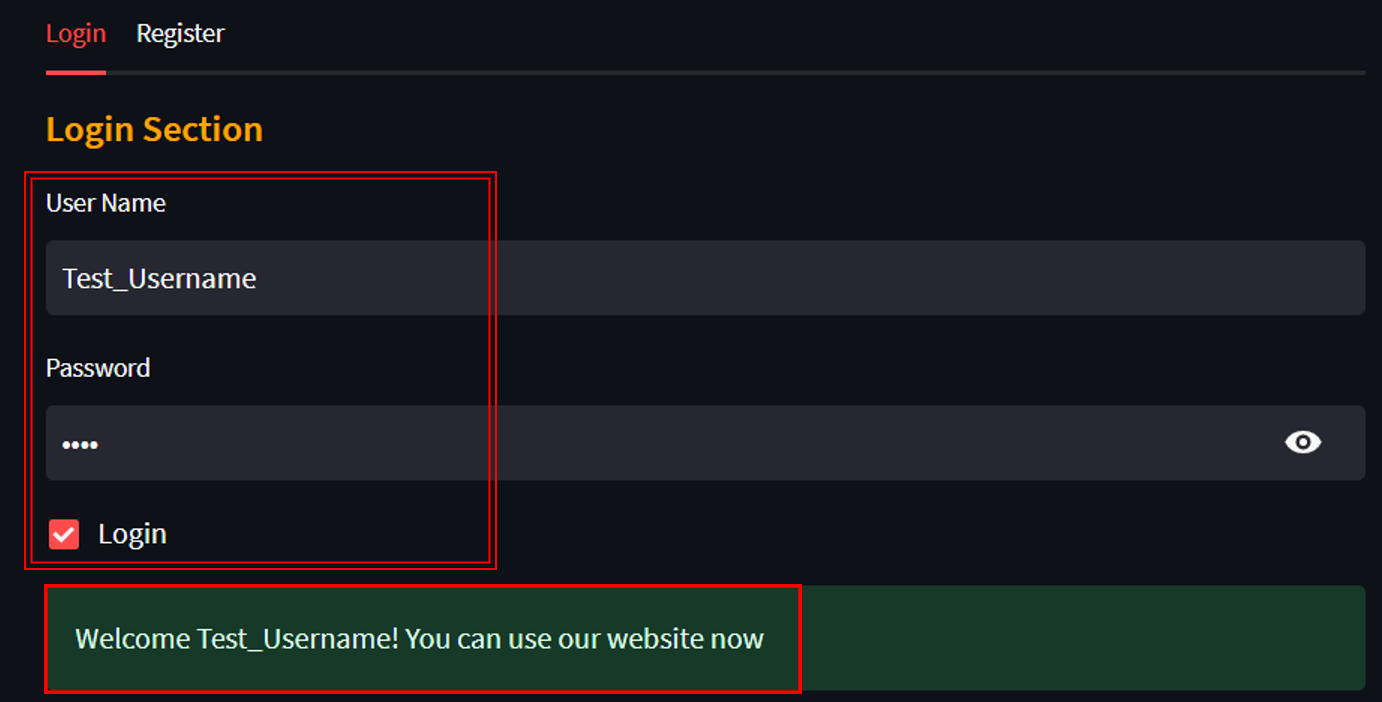 Login Register
Login Section
User Name
Test_Username
Password
••••
Login
Welcome Test_Username! You can use our website now